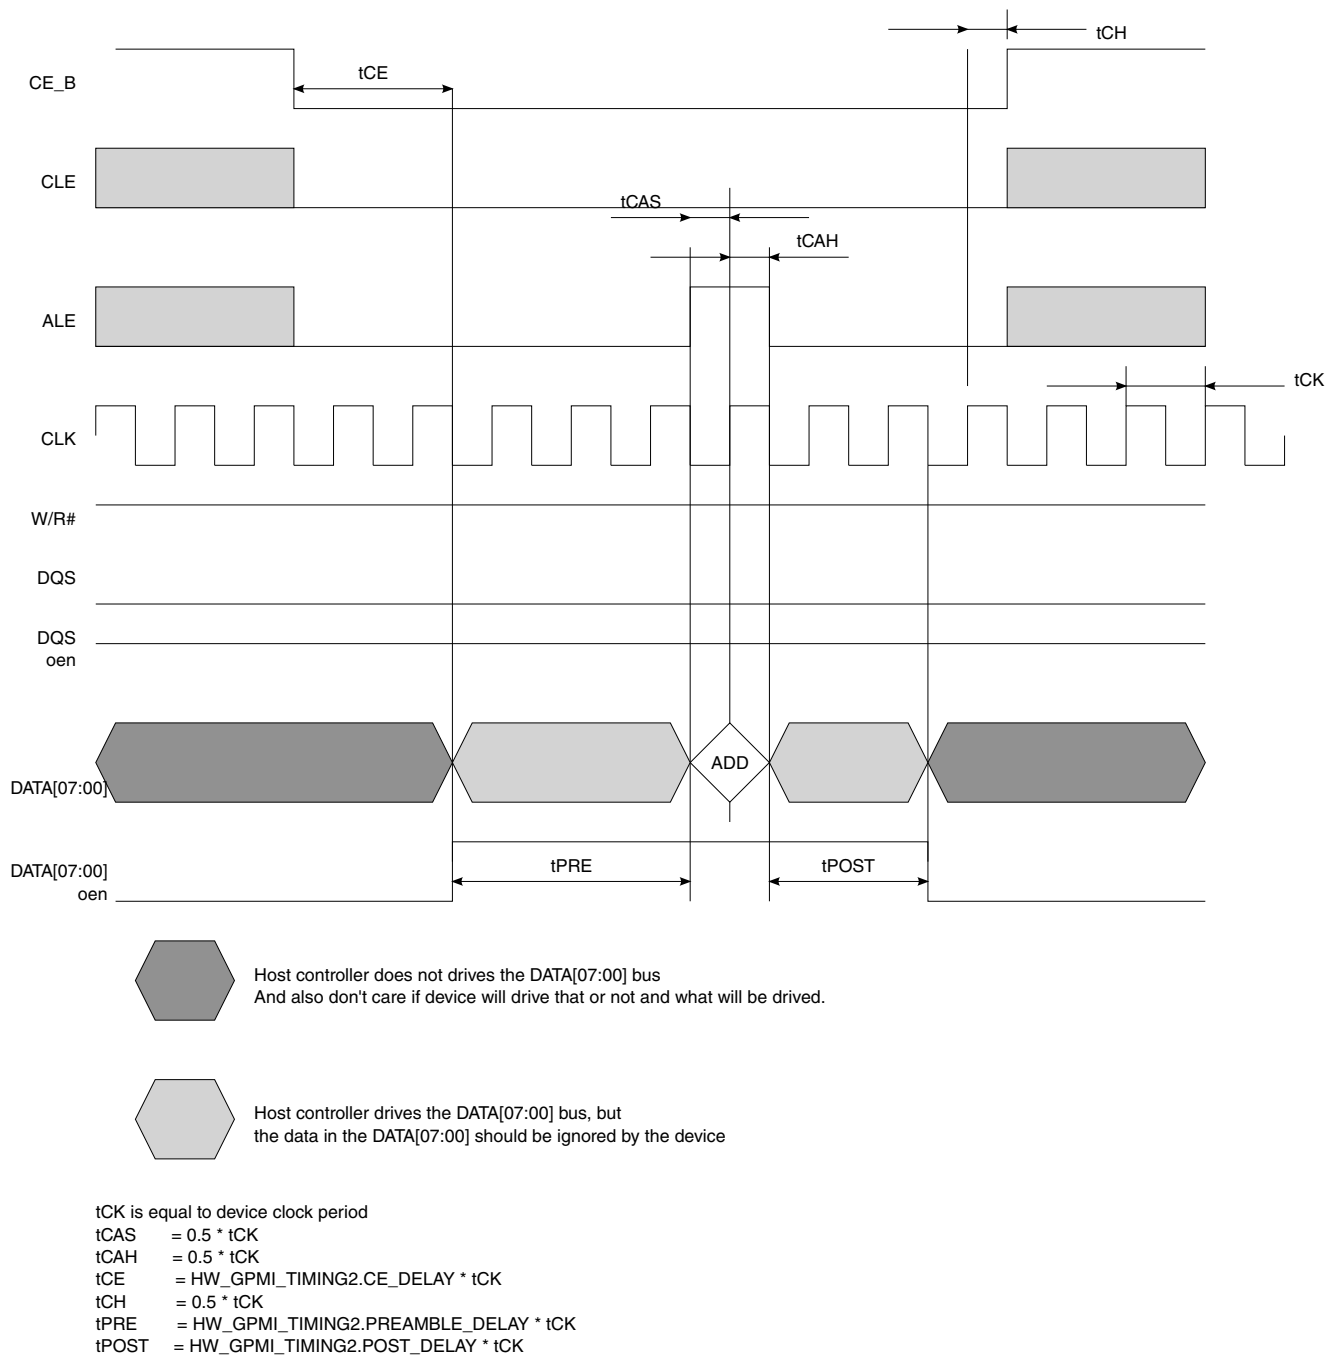 tCH
tCE
CE_B
CLE
tCAS
tCAH
ALE
tCK
CLK
W/R#
DQS
DQS
oen
ADD
DATA[07:00]
tPRE
tPOST
DATA[07:00]
oen
Host controller does not drives the DATA[07:00] bus
And also don't care if device will drive that or not and what will be drived.
Host controller drives the DATA[07:00] bus, but
the data in the DATA[07:00] should be ignored by the device
tCK is equal to device clock period
tCAS = 0.5 * tCK
tCAH = 0.5 * tCK
tCE = HW_GPMI_TIMING2.CE_DELAY * tCK
tCH = 0.5 * tCK
tPRE = HW_GPMI_TIMING2.PREAMBLE_DELAY * tCK
tPOST = HW_GPMI_TIMING2.POST_DELAY * tCK